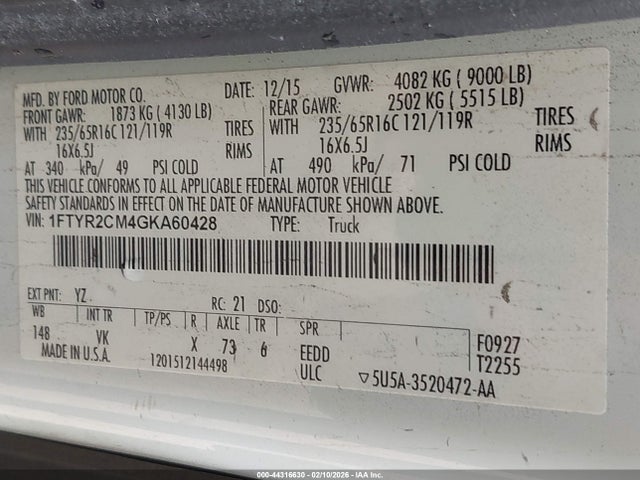 MFD. BY FORD MOTOR CO. DATE: 12/15 GVWR: 4082 KG ( 9000 LB)
FRONT GAWR: 1873 KG ( 4130 LB) REAR GAWR: 2502 KG ( 5515 LB)
WITH 235/65R16C 121/119R TIRES WITH 235/65R16C 121/119R TIRES
16X6.5J RIMS 16X6.5J RIMS
AT 340 kPa/ 49 PSI COLD AT 490 kPa/ 71 PSI COLD
THIS VEHICLE CONFORMS TO ALL APPLICABLE FEDERAL MOTOR VEHICLE
SAFETY STANDARDS IN EFFECT ON THE DATE OF MANUFACTURE SHOWN ABOVE.
VIN: 1FTYR2CM4GKA60428 TYPE: Truck
EXT PNT: YZ RC: 21 DSO:
WB INT TR TP/PS R AXLE TR SPR
148 VK X 73 6 EEDD F0927
MADE IN U.S.A. 1201512144498 ULC T2255
▽5U5A-3520472-AA
© 2026 - 44316630 - 02/10/2026 - IAA Inc.